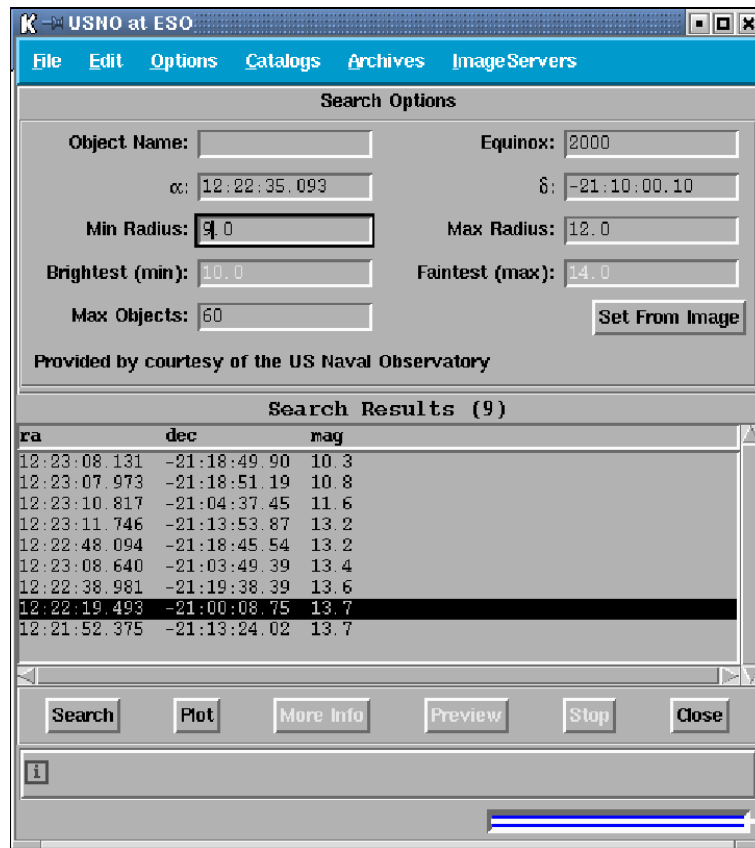 USNO at ESO
File Edit Options Catalogs Archives ImageServers
Search Options
Object Name: Equinox: 2000
α: 12:22:35.093 δ: -21:10:00.10
Min Radius: 9.0 Max Radius: 12.0
Brightest (min): 10.0 Faintest (max): 14.0
Max Objects: 60 Set From Image
Provided by courtesy of the US Naval Observatory
Search Results (9)
ra dec mag
12:23:08.131 -21:18:49.90 10.3
12:23:07.973 -21:18:51.19 10.8
12:23:10.817 -21:04:37.45 11.6
12:23:11.746 -21:13:53.87 13.2
12:22:48.094 -21:18:45.54 13.2
12:23:08.640 -21:03:49.39 13.4
12:22:38.981 -21:19:38.39 13.6
12:22:19.493 -21:00:08.75 13.7
12:21:52.375 -21:13:24.02 13.7
Search Plot More Info Preview Stop Close